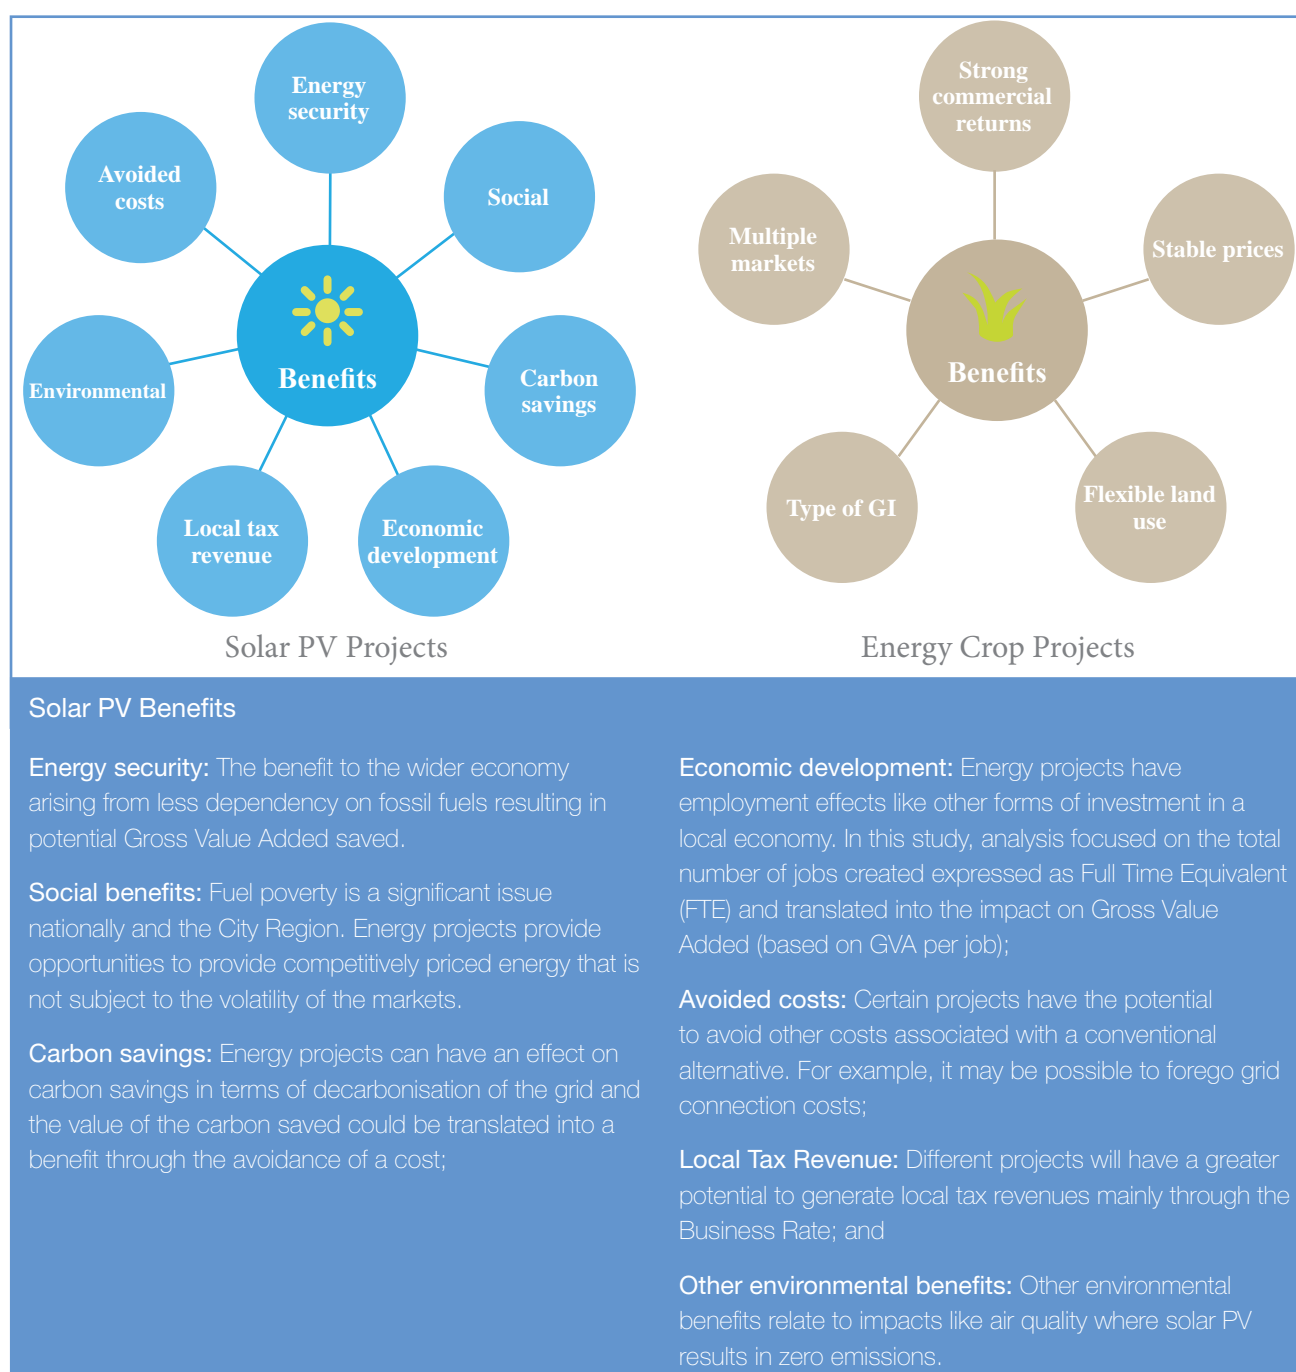 Energy
security
Social
Carbon
savings
Economic
development
Local tax
revenue
Environmental
Avoided
costs
Benefits
Solar PV Projects
Strong
commercial
returns
Stable prices
Flexible land
use
Type of GI
Multiple
markets
Benefits
Energy Crop Projects
Solar PV Benefits
Energy security: The benefit to the wider economy
arising from less dependency on fossil fuels resulting in
potential Gross Value Added saved.
Social benefits: Fuel poverty is a significant issue
nationally and the City Region. Energy projects provide
opportunities to provide competitively priced energy that is
not subject to the volatility of the markets.
Carbon savings: Energy projects can have an effect on
carbon savings in terms of decarbonisation of the grid and
the value of the carbon saved could be translated into a
benefit through the avoidance of a cost;
Economic development: Energy projects have
employment effects like other forms of investment in a
local economy. In this study, analysis focused on the total
number of jobs created expressed as Full Time Equivalent
(FTE) and translated into the impact on Gross Value
Added (based on GVA per job);
Avoided costs: Certain projects have the potential
to avoid other costs associated with a conventional
alternative. For example, it may be possible to forego grid
connection costs;
Local Tax Revenue: Different projects will have a greater
potential to generate local tax revenues mainly through the
Business Rate; and
Other environmental benefits: Other environmental
benefits relate to impacts like air quality where solar PV
results in zero emissions.